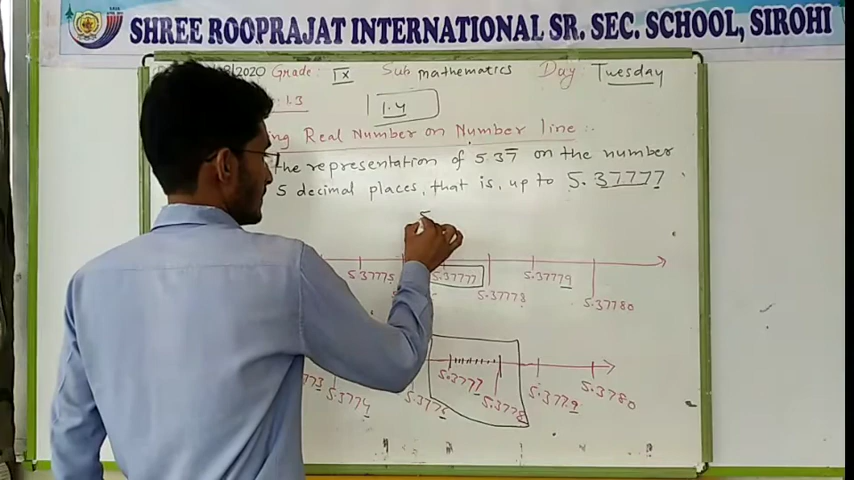 SHREE ROOPRAJAT INTERNATIONAL SR. SEC. SCHOOL, SIROHI
2020 Grade: IX Sub mathematics Day: Tuesday
1.3 1.4
Real Number on Number line :-
the representation of 5.37̅ on the number
5 decimal places, that is, up to 5.37777
5
5.37775 5.37777 5.37778 5.37779 5.37780
5.3774 5.3777 5.3778 5.3779 5.3780